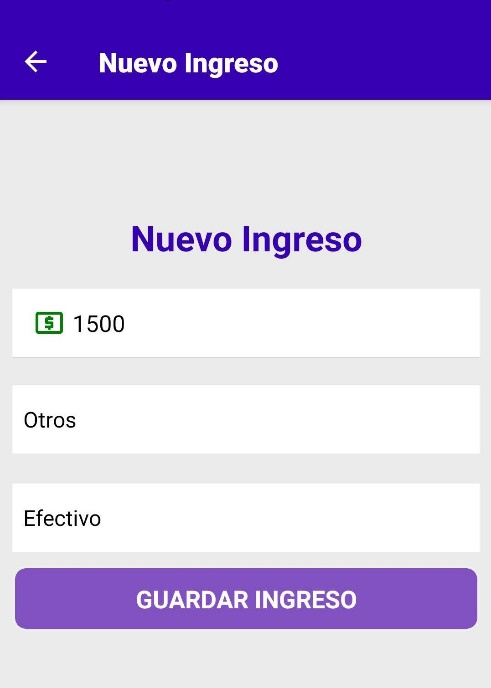 Nuevo Ingreso
Nuevo Ingreso
1500
Otros
Efectivo
GUARDAR INGRESO